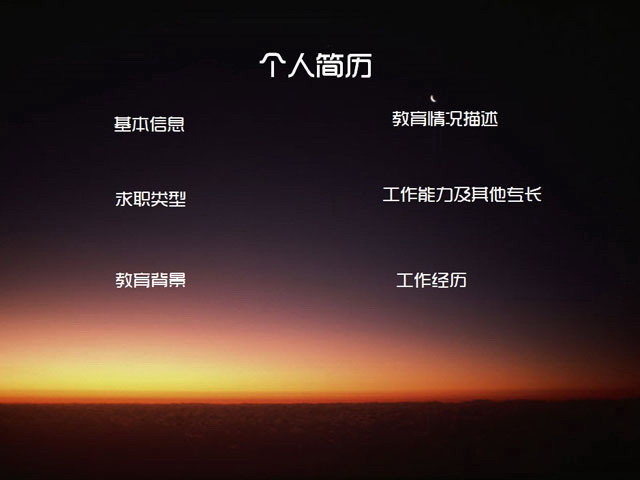 个人简历
基本信息
教育情况描述
求职类型
工作能力及其他专长
教育背景
工作经历